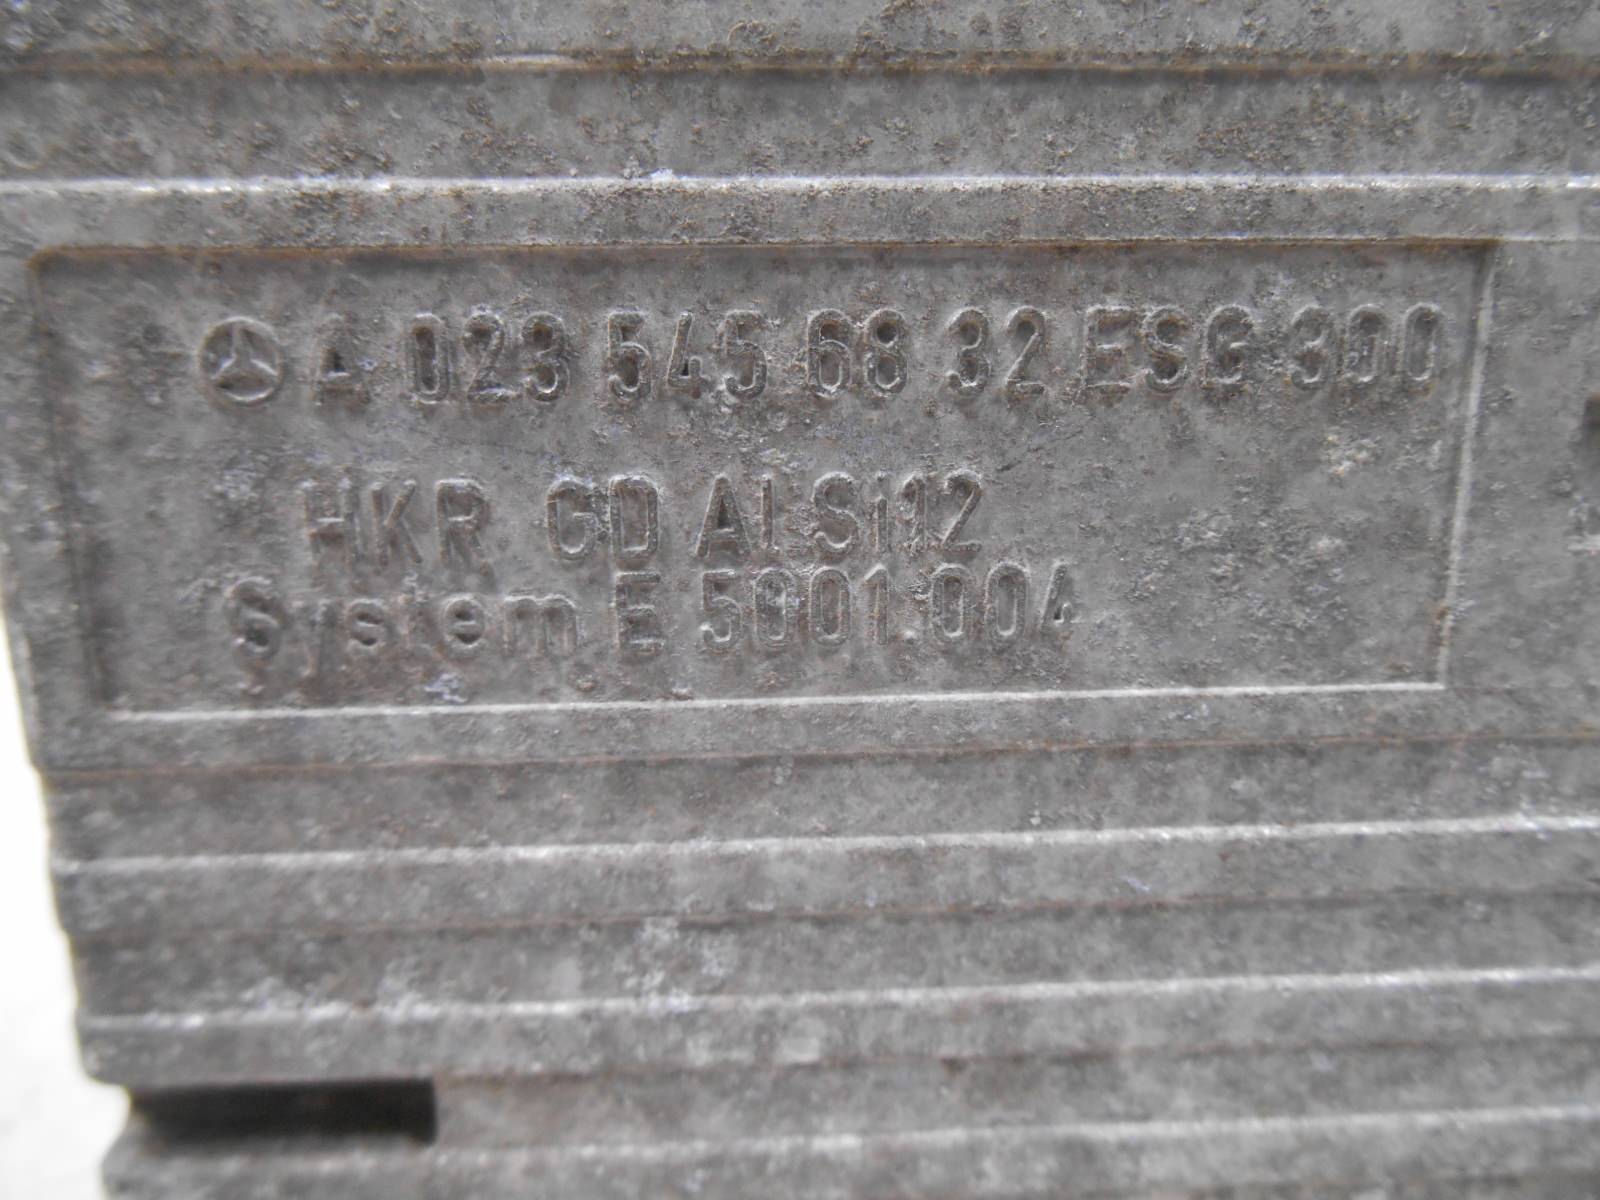 A 023 545 68 32 ESG 300
HKR GD AlSi12
System E 5001.004